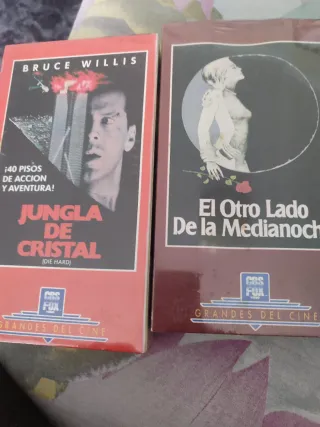 BRUCE WILLIS
¡40 PISOS
DE ACCION
Y AVENTURA!
JUNGLA
DE
CRISTAL
(DIE HARD)
CBS
FOX
GRANDES DEL CINE
El Otro Lado
De la Medianoch
CBS
FOX
GRANDES DEL CINE